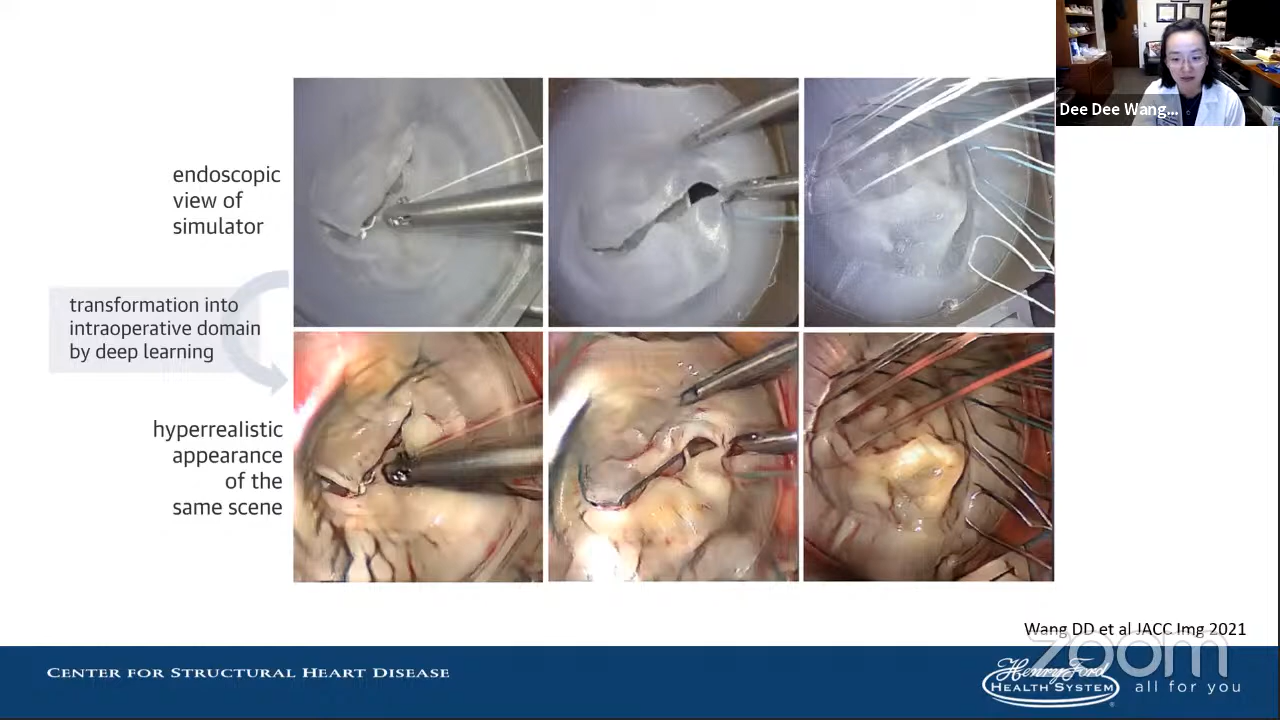 Dee Dee Wang...
endoscopic
view of
simulator
transformation into
intraoperative domain
by deep learning
hyperrealistic
appearance
of the
same scene
Wang DD et al JACC Img 2021
zoom
CENTER FOR STRUCTURAL HEART DISEASE
Henry Ford
HEALTH SYSTEM
all for you